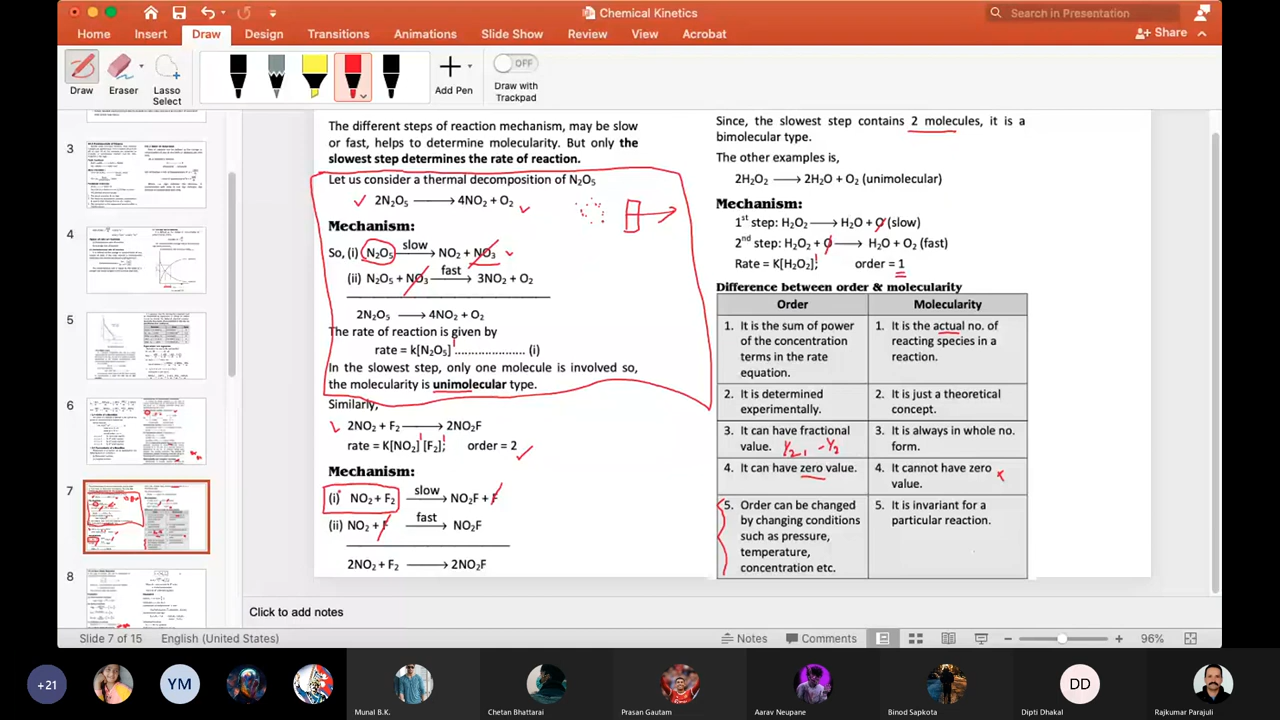 Chemical Kinetics
Search in Presentation
Home Insert Draw Design Transitions Animations Slide Show Review View Acrobat
Share
OFF
Draw Eraser Lasso Select Add Pen Draw with Trackpad
3
4
5
6
7
8
The different steps of reaction mechanism, may be slow
or fast, helps to determine molecularity. But only the
slowest step determines the rate of reaction.
Let us consider a thermal decomposition of N₂O₅
2N₂O₅ ⟶ 4NO₂ + O₂
Mechanism:
So, (i) N₂O₅ slow ⟶ NO₂ + NO₃
(ii) N₂O₅ + NO₃ fast ⟶ 3NO₂ + O₂
2N₂O₅ ⟶ 4NO₂ + O₂
The rate of reaction is given by
rate = k[N₂O₅] ...................... (i)
In the slowest step, only one molecule is involved so,
the molecularity is unimolecular type.
Similarly,
2NO₂ + F₂ ⟶ 2NO₂F
rate = K[NO₂]¹ [F₂]¹ order = 2
Mechanism:
(i) NO₂ + F₂ slow ⟶ NO₂F + F
(ii) NO₂ + F fast ⟶ NO₂F
2NO₂ + F₂ ⟶ 2NO₂F
Since, the slowest step contains 2 molecules, it is a
bimolecular type.
The other examples is,
2H₂O₂ ⟶ 2H₂O + O₂ (unimolecular)
Mechanism:
1st step: H₂O₂ ⟶ H₂O + O (slow)
2nd step: H₂O₂ + O ⟶ H₂O + O₂ (fast)
Rate = K[H₂O₂] order = 1
Difference between order & molecularity
Order
Molecularity
1. It is the sum of power
of the concentration
terms in the rate
equation.
1. It is the actual no. of
reacting species in a
reaction.
2. It is determined
experimentally.
2. It is just a theoretical
concept.
3. It can have fractional
value. ½
3. It is always in whole no.
form.
4. It can have zero value.
4. It cannot have zero
value.
5. Order can be changed
by changing conditions
such as pressure,
temperature,
concentration etc.
5. It is invariant for a
particular reaction.
Click to add notes
Slide 7 of 15 English (United States) Notes Comments 96%
+21 YM DD
Munal B.K. Chetan Bhattarai Prasan Gautam Aarav Neupane Binod Sapkota Dipti Dhakal Rajkumar Parajuli